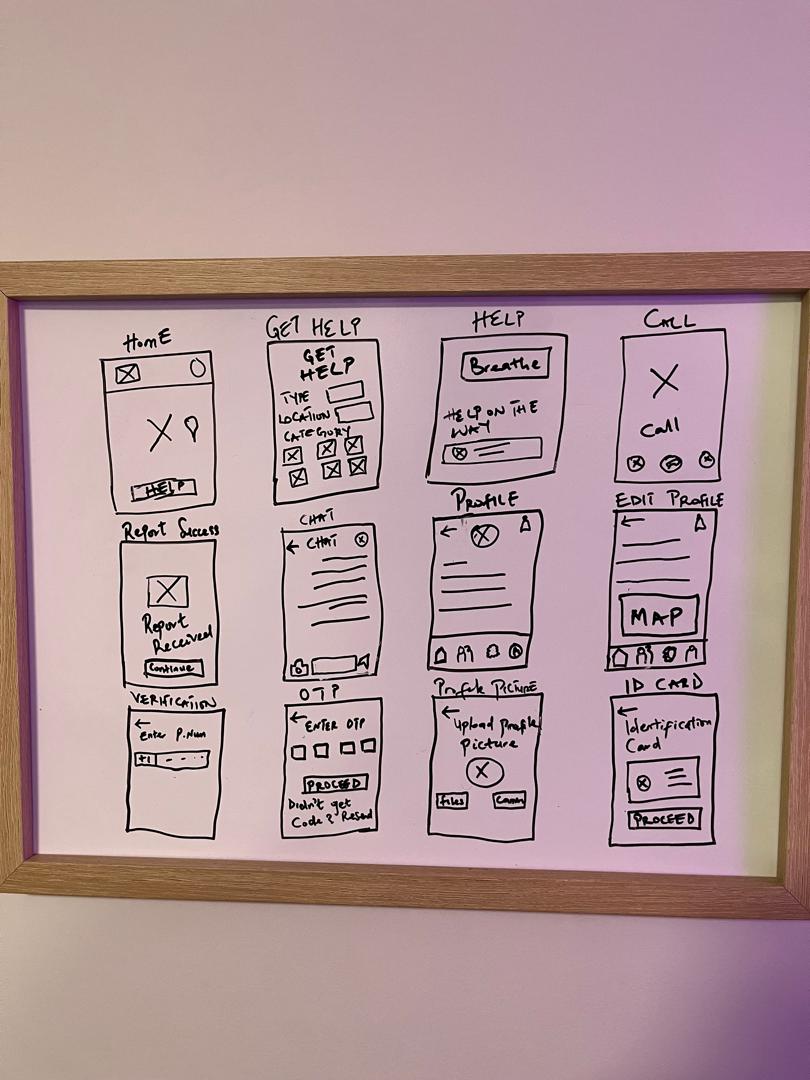 HOME
HELP
GET HELP
GET
HELP
TYPE
LOCATION
CATEGORY
HELP
Breathe
HELP ON THE
WAY
CALL
Call
Report Success
Report
Received
Continue
CHAT
CHAT
PROFILE
EDIT PROFILE
MAP
VERIFICATION
Enter P.Num
+1 - - - -
OTP
ENTER OTP
PROCEED
Didn't get
Code? Resend
Profile Picture
Upload Profile
Picture
Files
ID CARD
Identification
Card
PROCEED